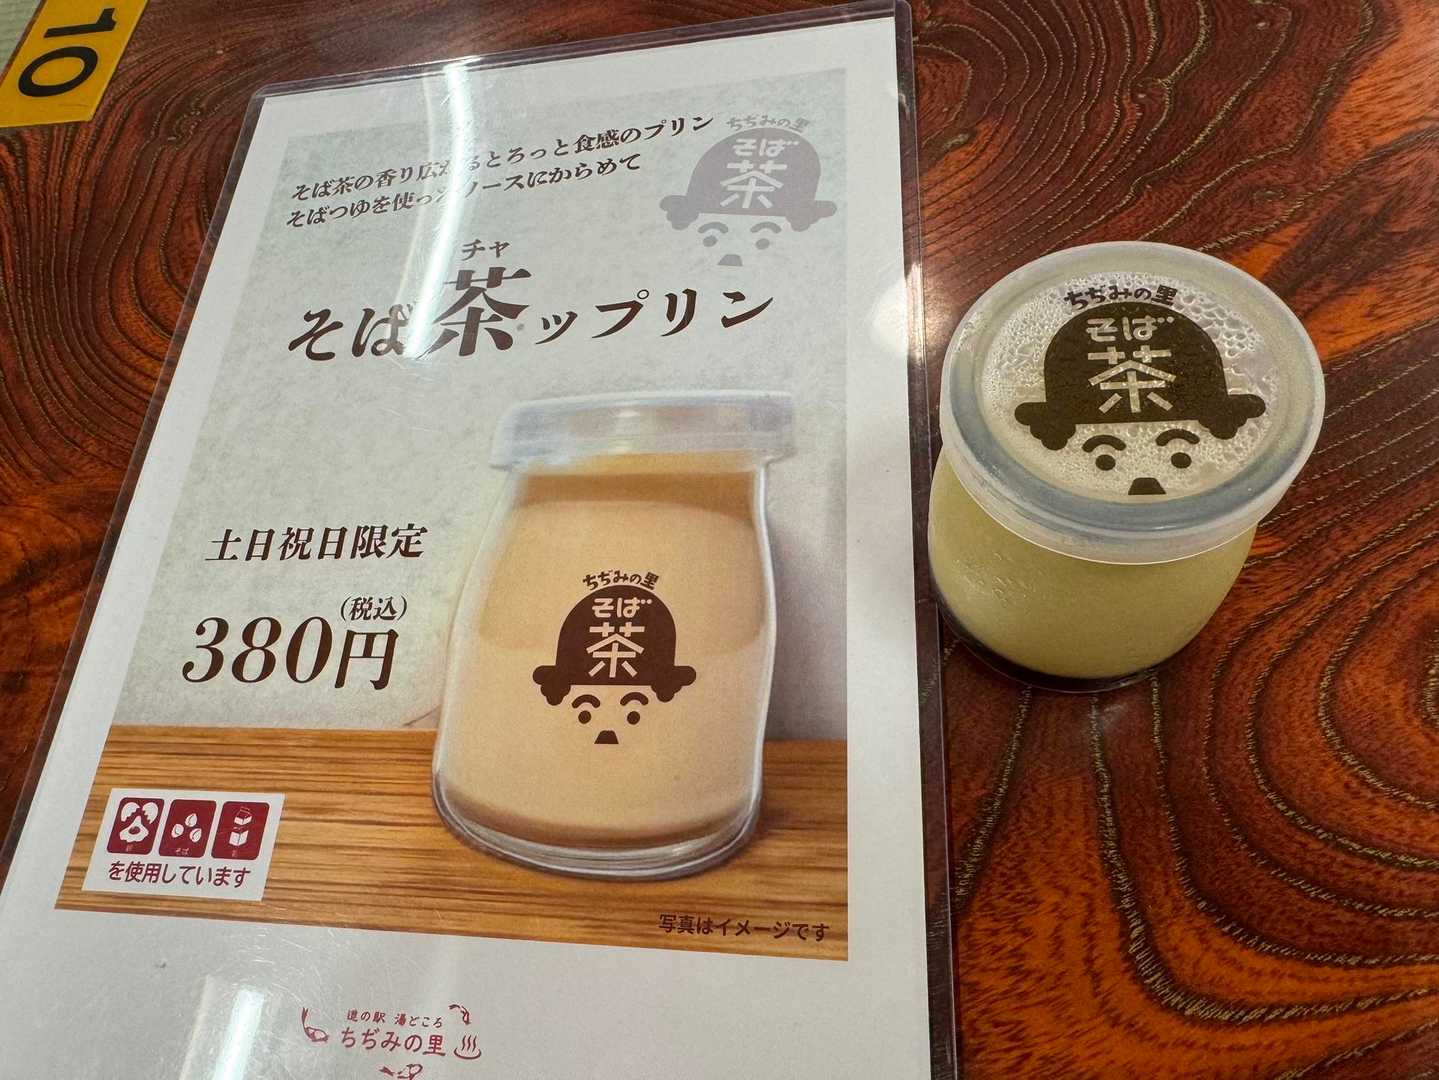 10
そば茶の香り広がるとろっと食感のプリン
そばつゆを使ったソースにからめて
ちぢみの里
そば
茶
チャ
そば茶ップリン
土日祝日限定
(税込)
380円
ちぢみの里
そば
茶
卵 そば 乳
を使用しています
写真はイメージです
道の駅 湯どころ
ちぢみの里
ちぢみの里
そば
茶